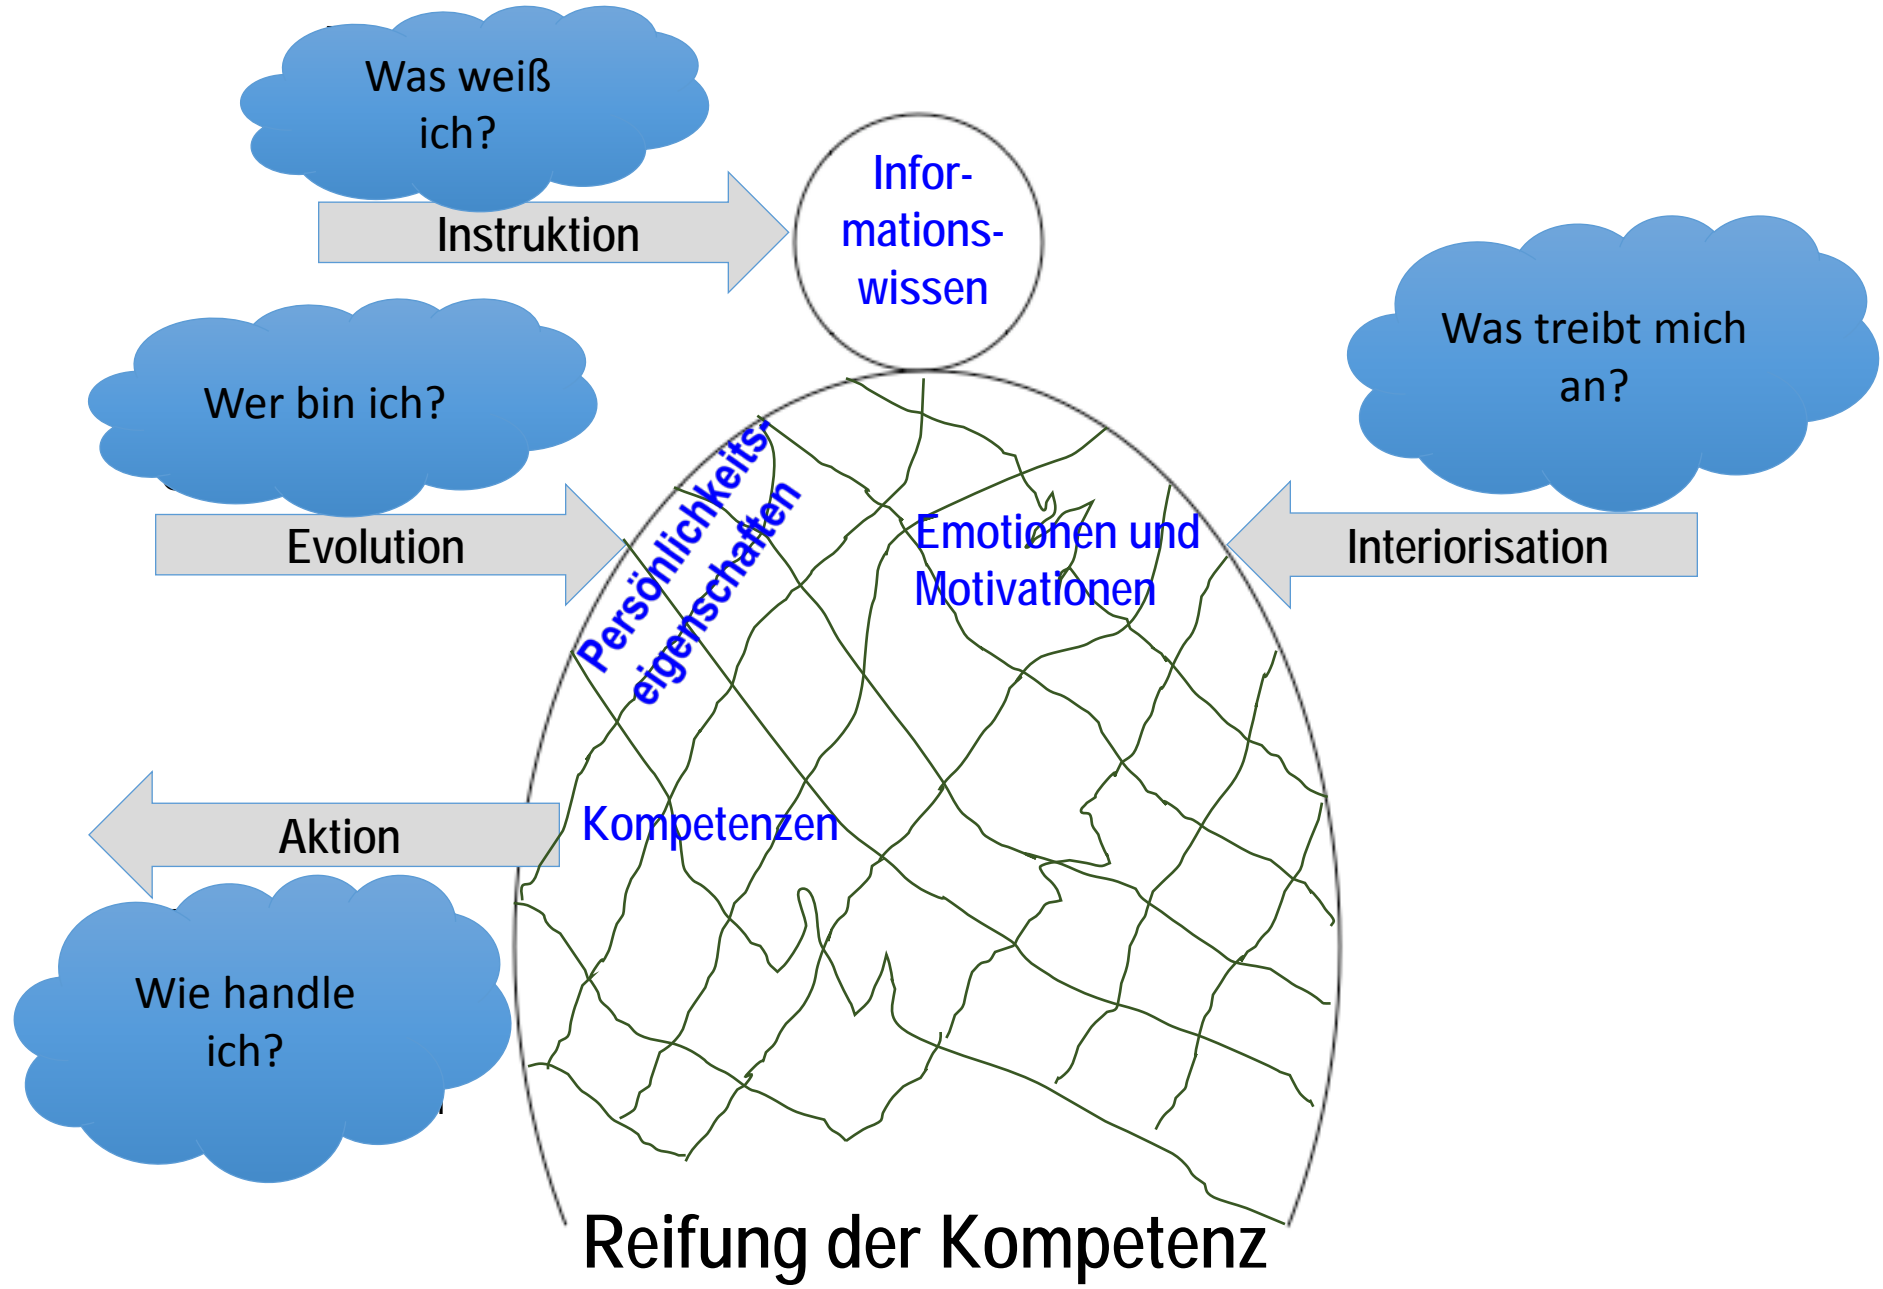 Was weiß
ich?
Instruktion
Infor-
mations-
wissen
Wer bin ich?
Evolution
Was treibt mich
an?
Interiorisation
Persönlichkeits-
eigenschaften
Emotionen und
Motivationen
Aktion
Kompetenzen
Wie handle
ich?
Reifung der Kompetenz